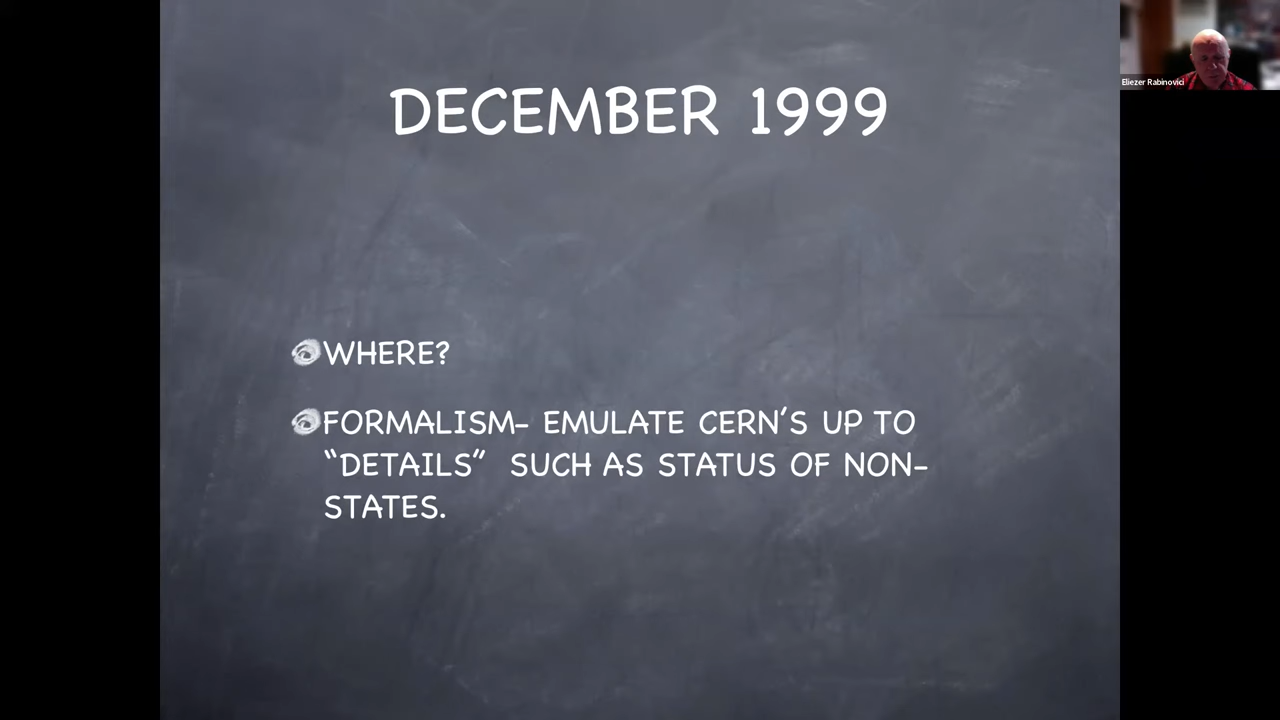 DECEMBER 1999
Eliezer Rabinovici
WHERE?
FORMALISM- EMULATE CERN'S UP TO
"DETAILS" SUCH AS STATUS OF NON-
STATES.